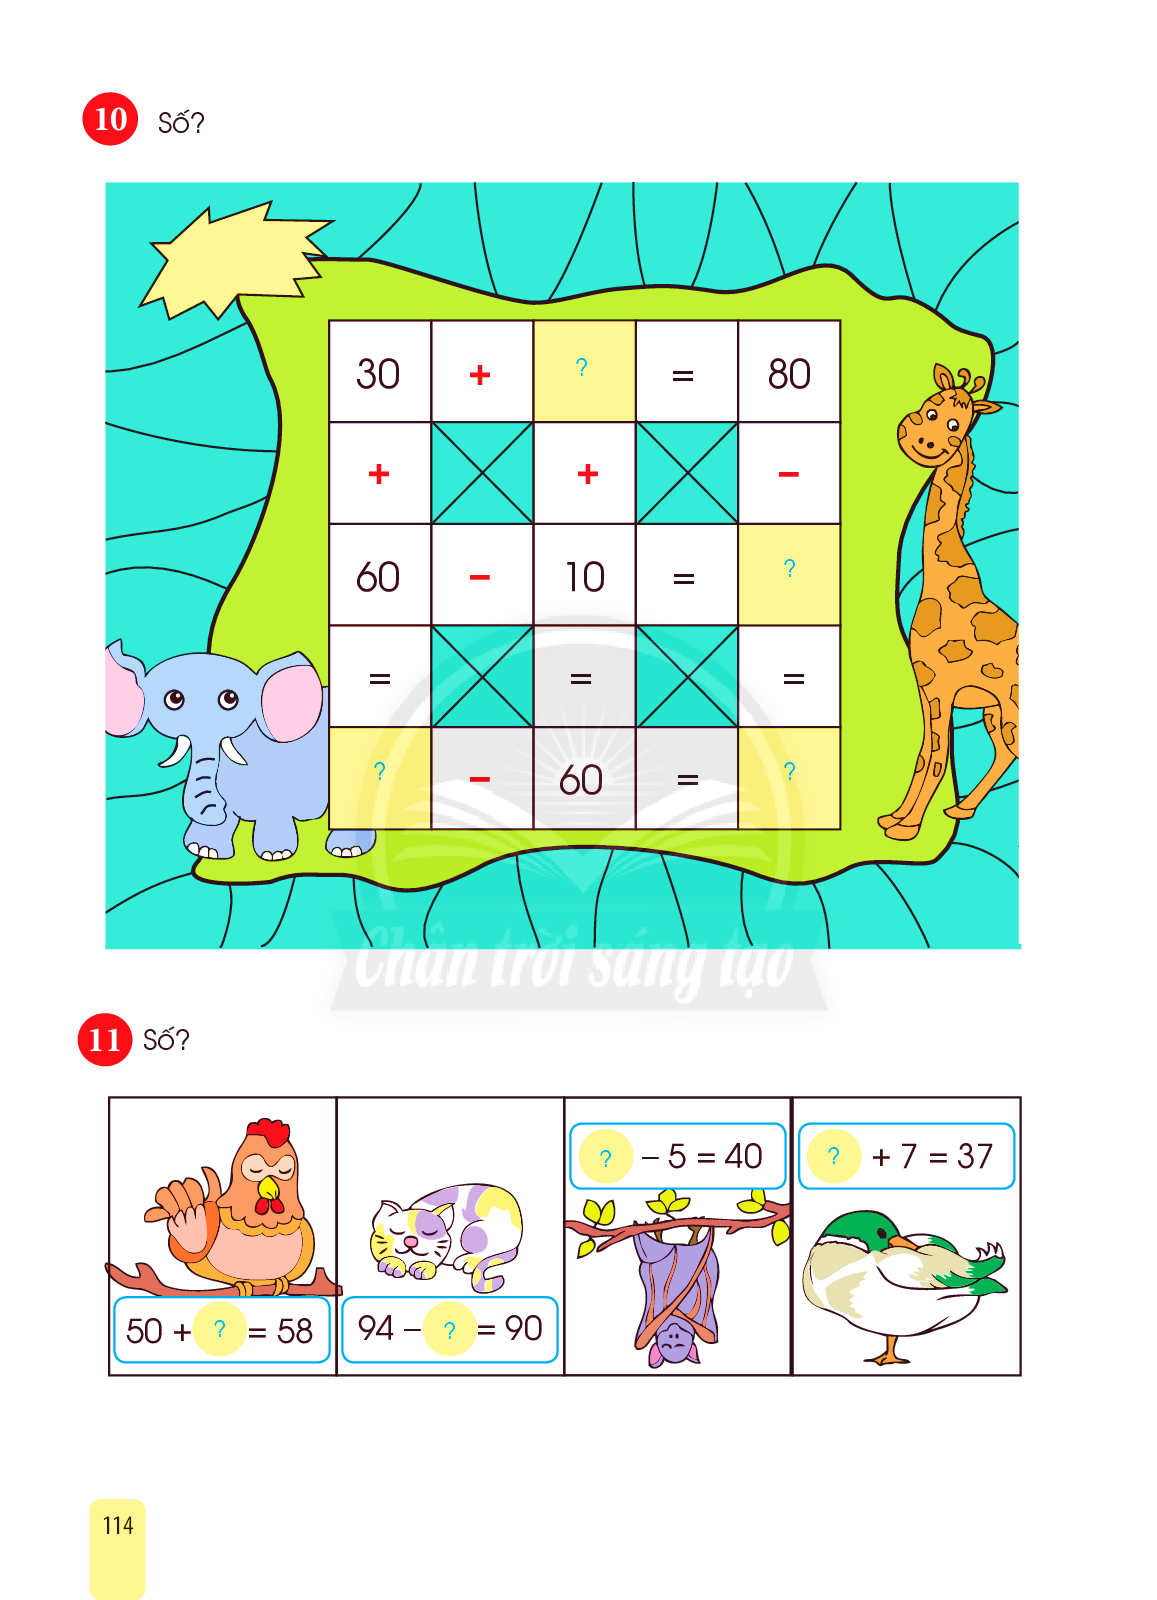 10 Số?
30 + ? = 80
+ + −
60 − 10 = ?
= = =
? − 60 = ?
Chân trời sáng tạo
11 Số?
? − 5 = 40
? + 7 = 37
50 + ? = 58
94 − ? = 90
114